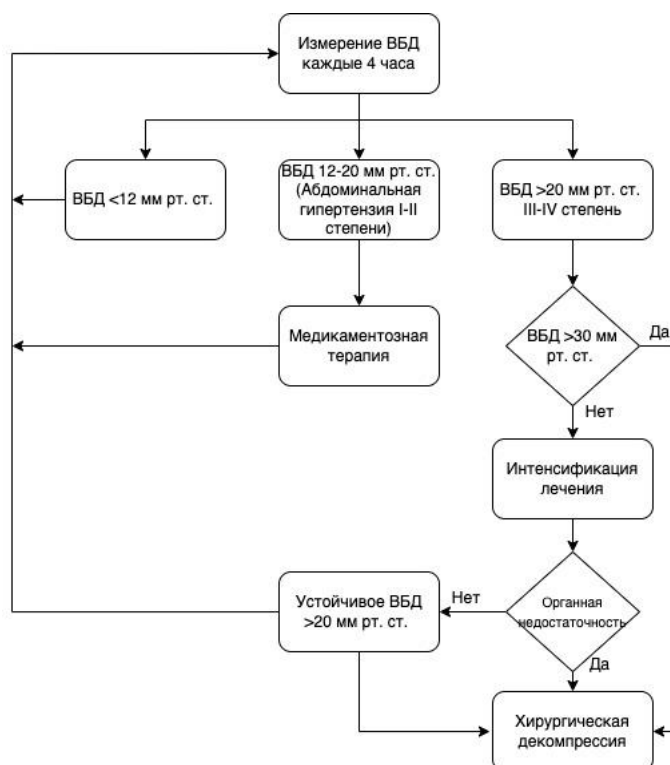 Измерение ВБД
каждые 4 часа
ВБД <12 мм рт. ст.
ВБД 12-20 мм рт. ст.
(Абдоминальная
гипертензия I-II
степени)
ВБД >20 мм рт. ст.
III-IV степень
Медикаментозная
терапия
ВБД >30 мм
рт. ст.
Да
Нет
Интенсификация
лечения
Устойчивое ВБД
>20 мм рт. ст.
Нет
Органная
недостаточность
Да
Хирургическая
декомпрессия